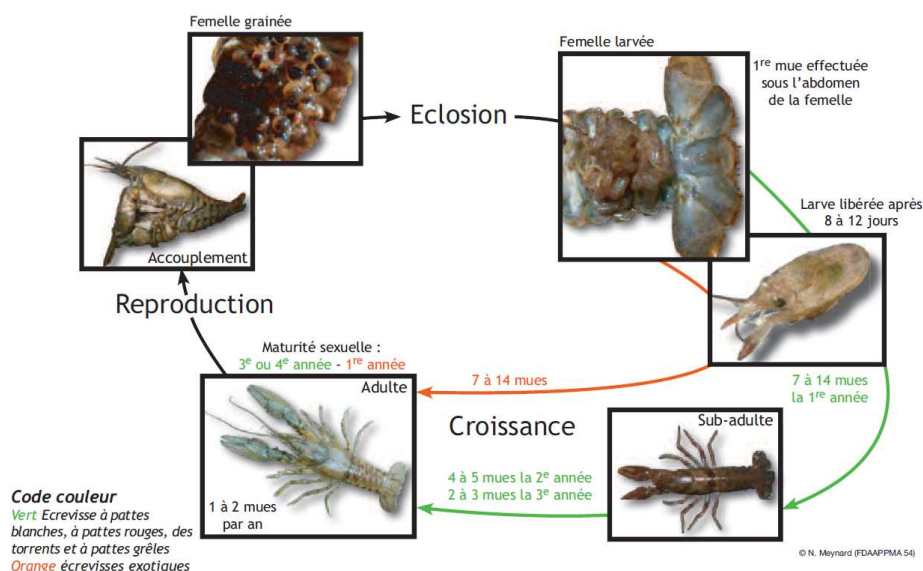 Femelle grainée
Femelle larvée
1re mue effectuée
sous l'abdomen
de la femelle
Eclosion
Larve libérée après
8 à 12 jours
Accouplement
Reproduction
Maturité sexuelle :
3e ou 4e année - 1re année
Adulte
7 à 14 mues
7 à 14 mues
la 1re année
Croissance
Sub-adulte
4 à 5 mues la 2e année
2 à 3 mues la 3e année
1 à 2 mues
par an
Code couleur
Vert Ecrevisse à pattes
blanches, à pattes rouges, des
torrents et à pattes grêles
Orange écrevisses exotiques
© N. Meynard (FDAAPPMA 54)